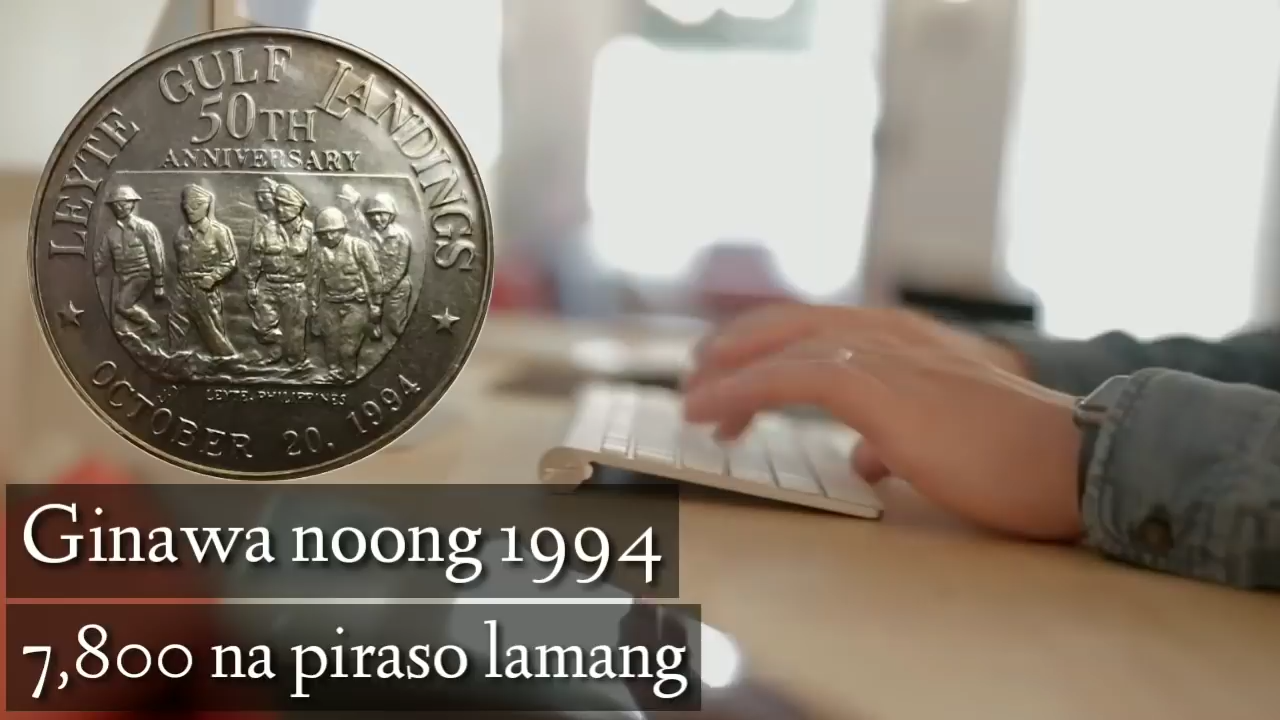 LEYTE GULF LANDINGS
50TH
ANNIVERSARY
LEYTE, PHILIPPINES
OCTOBER 20, 1994
Ginawa noong 1994
7,800 na piraso lamang